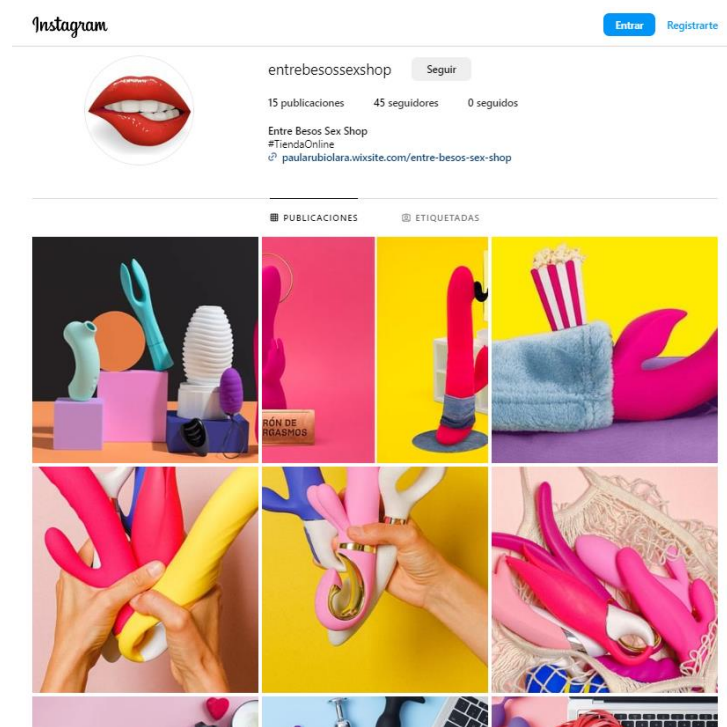 Instagram
Entrar
Registrarte
entrebesossexshop
Seguir
15 publicaciones
45 seguidores
0 seguidos
Entre Besos Sex Shop
#TiendaOnline
paularubiolara.wixsite.com/entre-besos-sex-shop
PUBLICACIONES
ETIQUETADAS
RÓN DE
RGASMOS